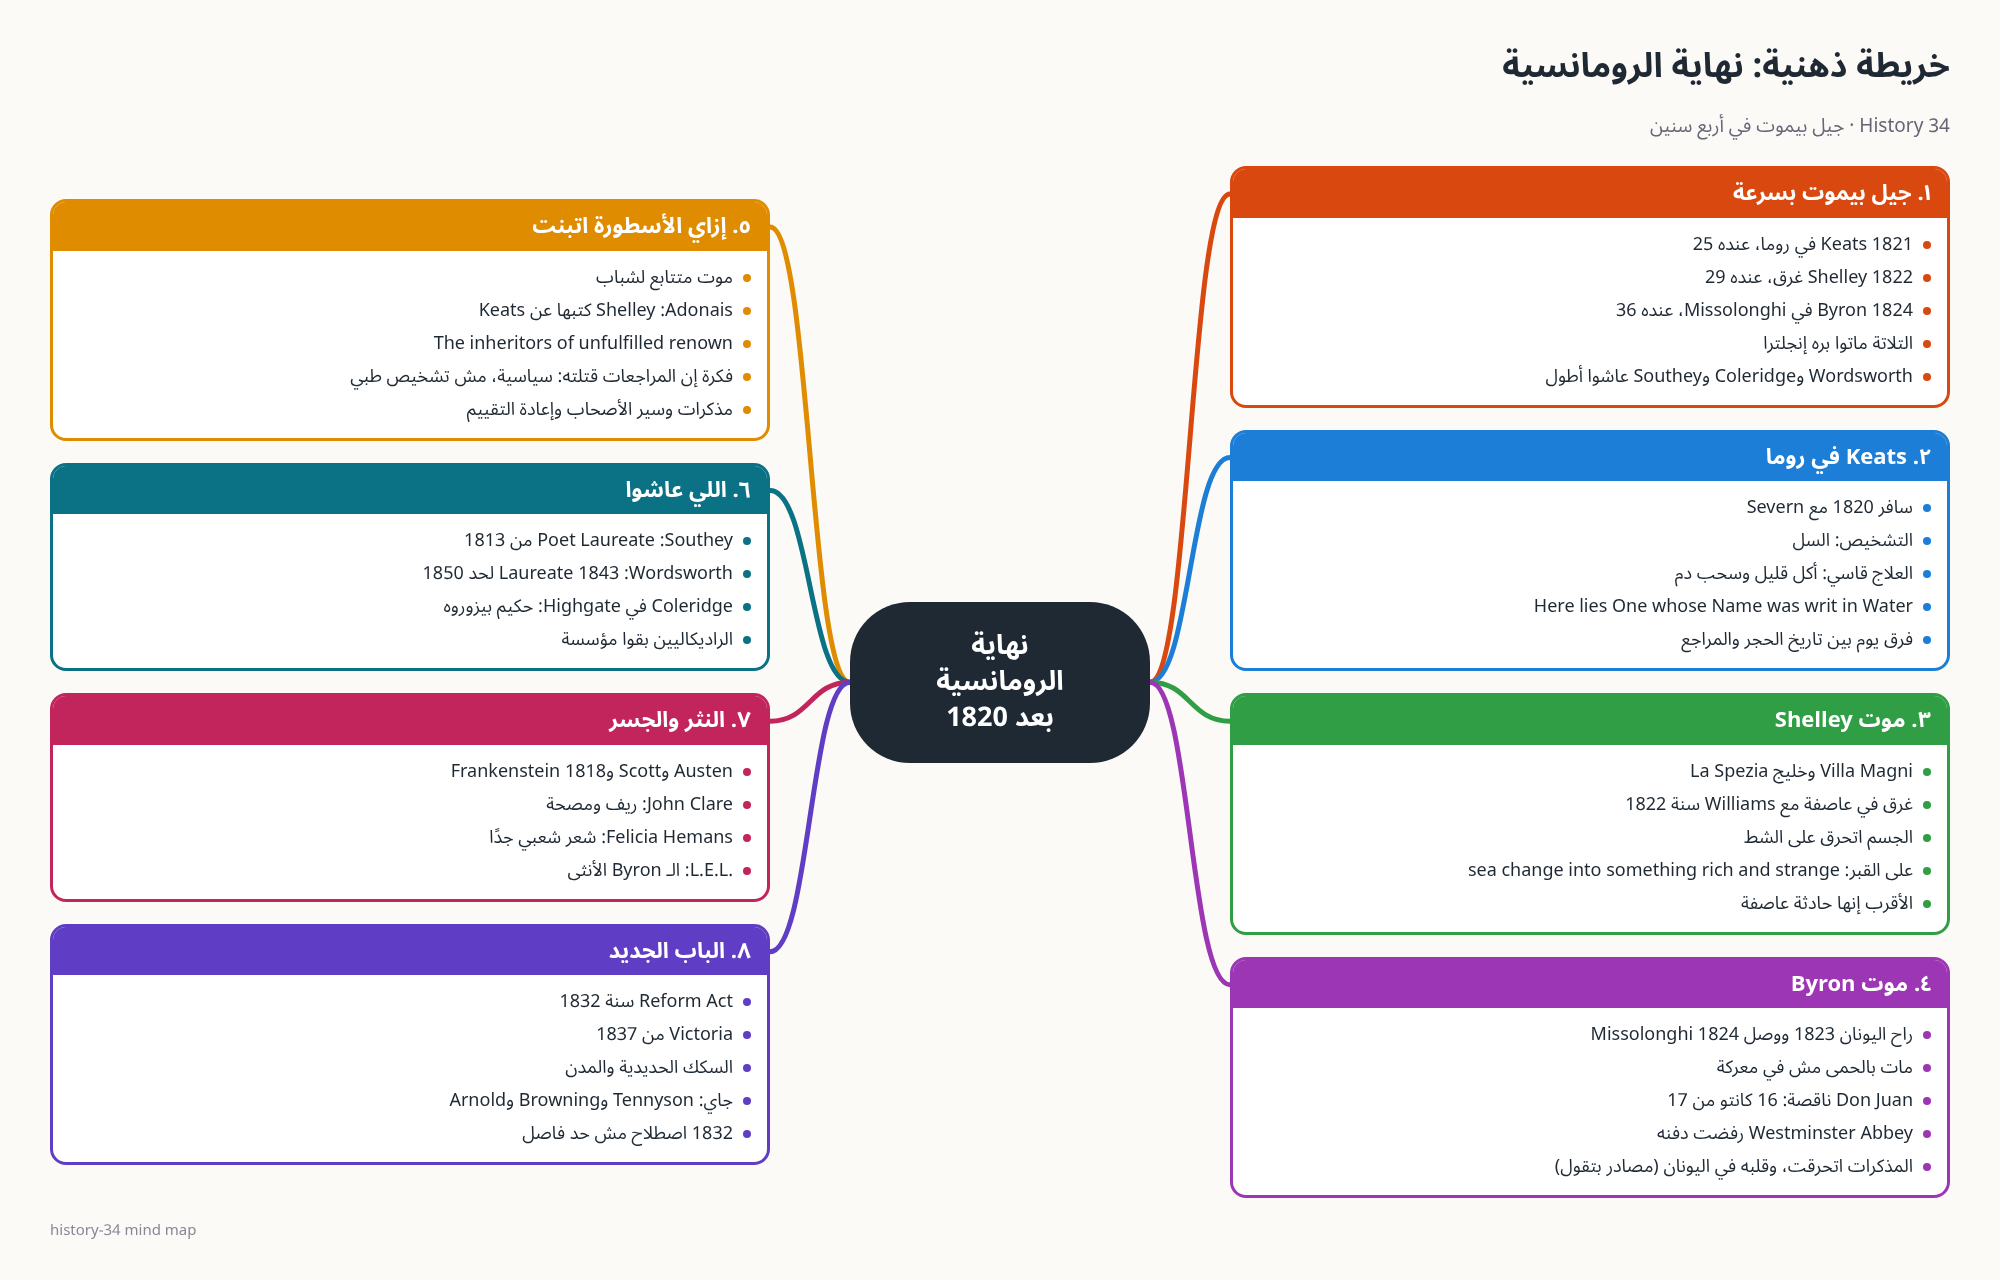 خريطة ذهنية: نهاية الرومانسية
History 34 · جيل بيموت في أربع سنين
١. جيل بيموت بسرعة
Keats 1821 في روما، عنده 25
Shelley 1822 غرق، عنده 29
Byron 1824 في Missolonghi، عنده 36
التلاتة ماتوا بره إنجلترا
Wordsworth وColeridge وSouthey عاشوا أطول
٢. Keats في روما
سافر 1820 مع Severn
التشخيص: السل
العلاج قاسي: أكل قليل وسحب دم
Here lies One whose Name was writ in Water
فرق يوم بين تاريخ الحجر والمراجع
٣. موت Shelley
Villa Magni وخليج La Spezia
غرق في عاصفة مع Williams سنة 1822
الجسم اتحرق على الشط
على القبر: sea change into something rich and strange
الأقرب إنها حادثة عاصفة
٤. موت Byron
راح اليونان 1823 ووصل Missolonghi 1824
مات بالحمى مش في معركة
Don Juan ناقصة: 16 كانتو من 17
Westminster Abbey رفضت دفنه
المذكرات اتحرقت، وقلبه في اليونان (مصادر بتقول)
نهاية
الرومانسية
بعد 1820
٥. إزاي الأسطورة اتبنت
موت متتابع لشباب
Adonais: Shelley كتبها عن Keats
The inheritors of unfulfilled renown
فكرة إن المراجعات قتلته: سياسية، مش تشخيص طبي
مذكرات وسير الأصحاب وإعادة التقييم
٦. اللي عاشوا
Southey: Poet Laureate من 1813
Wordsworth: Laureate 1843 لحد 1850
Coleridge في Highgate: حكيم بيزوروه
الراديكاليين بقوا مؤسسة
٧. النثر والجسر
Austen وScott وFrankenstein 1818
John Clare: ريف ومصحة
Felicia Hemans: شعر شعبي جدًا
L.E.L.: الـ Byron الأنثى
٨. الباب الجديد
Reform Act سنة 1832
Victoria من 1837
السكك الحديدية والمدن
جاي: Tennyson وBrowning وArnold
1832 اصطلاح مش حد فاصل
history-34 mind map